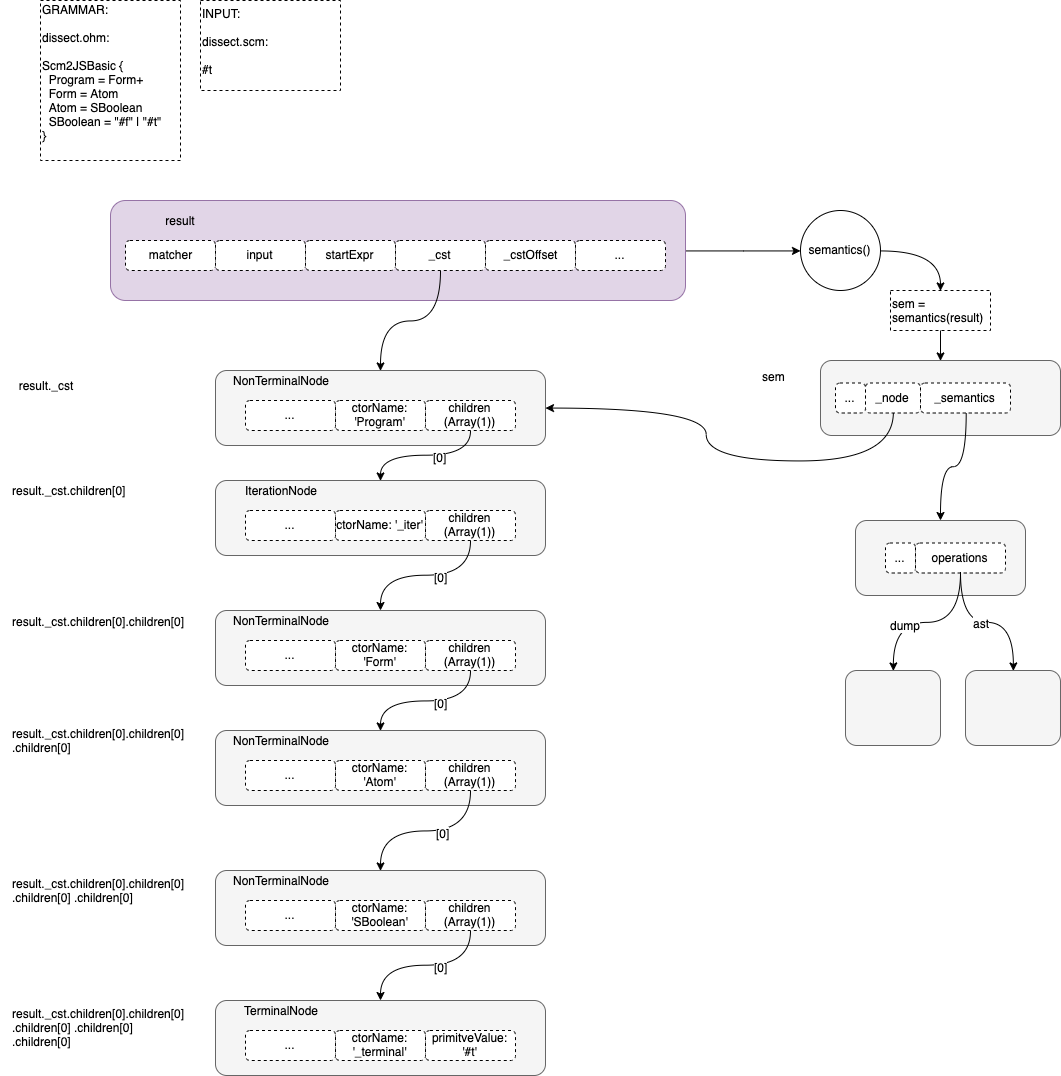 GRAMMAR:
dissect.ohm:
Scm2JSBasic {
Program = Form+
Form = Atom
Atom = SBoolean
SBoolean = "#f" | "#t"
}
INPUT:
dissect.scm:
#t
result
matcher
input
startExpr
_cst
_cstOffset
...
semantics()
sem =
semantics(result)
result._cst
NonTerminalNode
...
ctorName:
'Program'
children
(Array(1))
sem
...
_node
_semantics
[0]
result._cst.children[0]
IterationNode
...
ctorName: '_iter'
children
(Array(1))
...
operations
[0]
result._cst.children[0].children[0]
NonTerminalNode
...
ctorName:
'Form'
children
(Array(1))
dump
ast
[0]
result._cst.children[0].children[0]
.children[0]
NonTerminalNode
...
ctorName:
'Atom'
children
(Array(1))
[0]
result._cst.children[0].children[0]
.children[0] .children[0]
NonTerminalNode
...
ctorName:
'SBoolean'
children
(Array(1))
[0]
result._cst.children[0].children[0]
.children[0] .children[0]
.children[0]
TerminalNode
...
ctorName:
'_terminal'
primitveValue:
'#t'